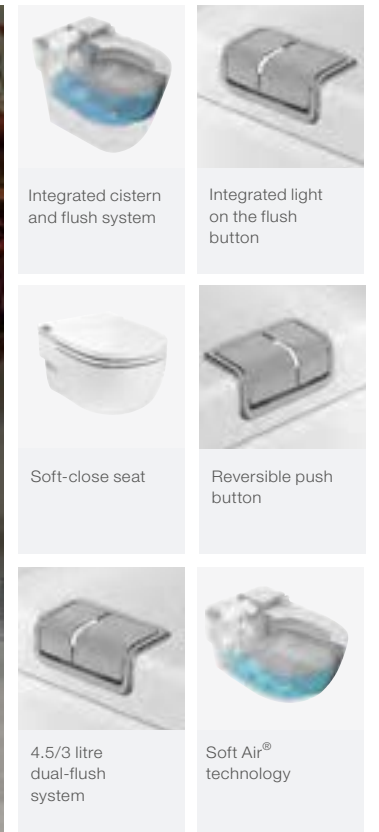 Integrated cistern
and flush system
Integrated light
on the flush
button
Soft-close seat
Reversible push
button
4.5/3 litre
dual-flush
system
Soft Air®
technology